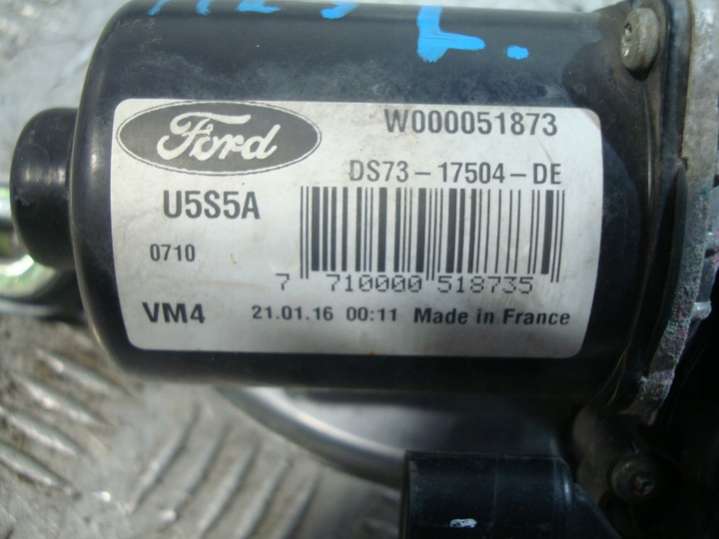 L.
Ford
W000051873
DS73-17504-DE
U5S5A
0710
7 710000 518735
VM4 21.01.16 00:11 Made in France